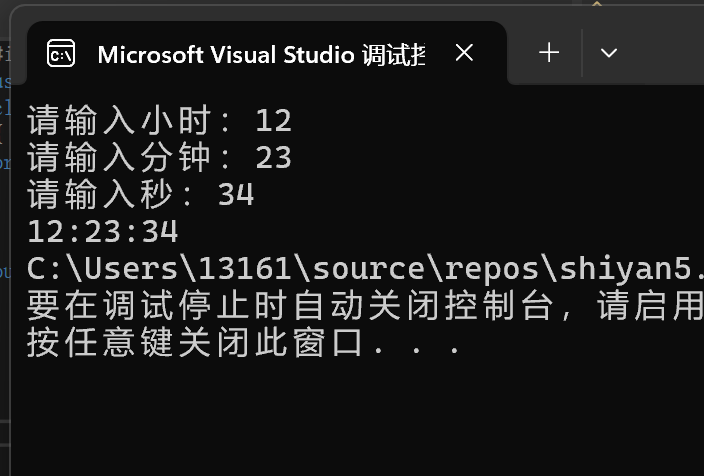 Microsoft Visual Studio 调试控
请输入小时：12
请输入分钟：23
请输入秒：34
12:23:34
C:\Users\13161\source\repos\shiyan5.
要在调试停止时自动关闭控制台，请启用
按任意键关闭此窗口. . .